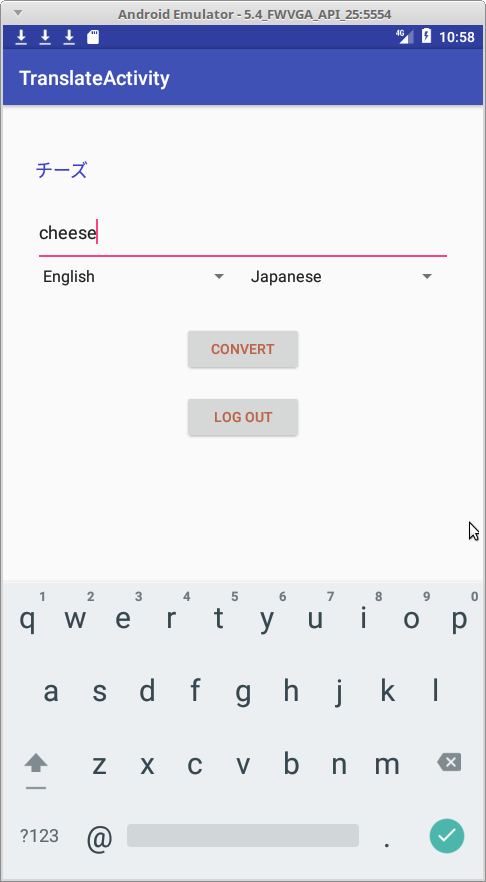 Android Emulator - 5.4_FWVGA_API_25:5554
4G 10:58
TranslateActivity
チーズ
cheese
English Japanese
CONVERT
LOG OUT
1 2 3 4 5 6 7 8 9 0
q w e r t y u i o p
a s d f g h j k l
z x c v b n m
?123 @ .